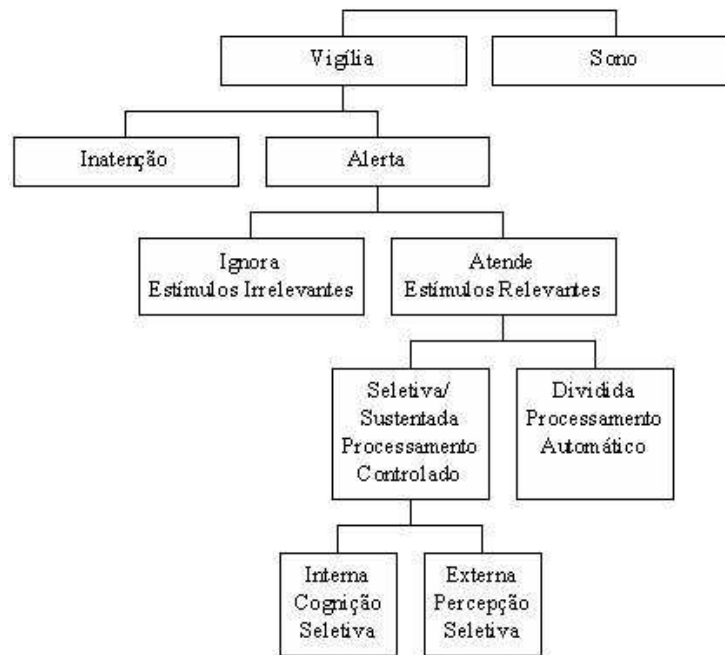 Vigília
Sono
Inatenção
Alerta
Ignora
Estímulos Irrelevantes
Atende
Estímulos Relevantes
Seletiva/
Sustentada
Processamento
Controlado
Dividida
Processamento
Automático
Interna
Cognição
Seletiva
Externa
Percepção
Seletiva